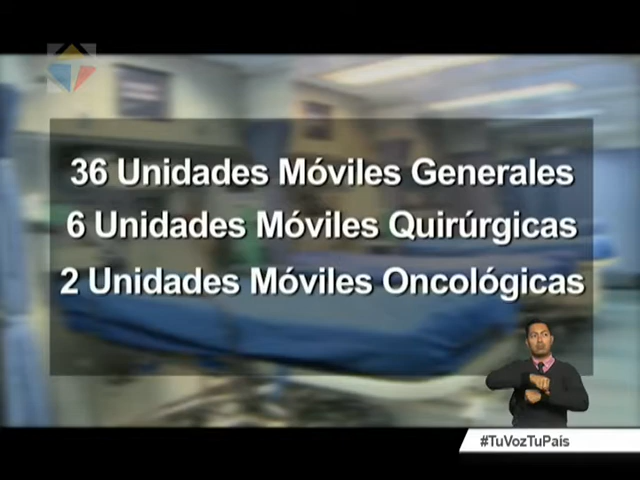 36 Unidades Móviles Generales
6 Unidades Móviles Quirúrgicas
2 Unidades Móviles Oncológicas
#TuVozTuPaís